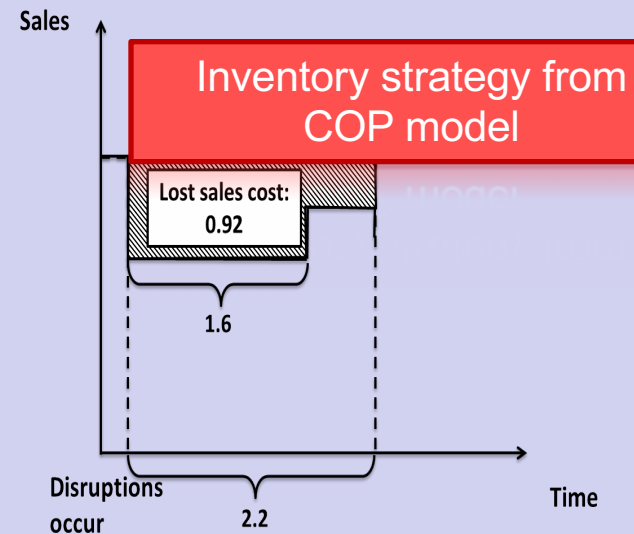 Sales
Inventory strategy from
COP model
Lost sales cost:
0.92
1.6
Disruptions
occur
2.2
Time